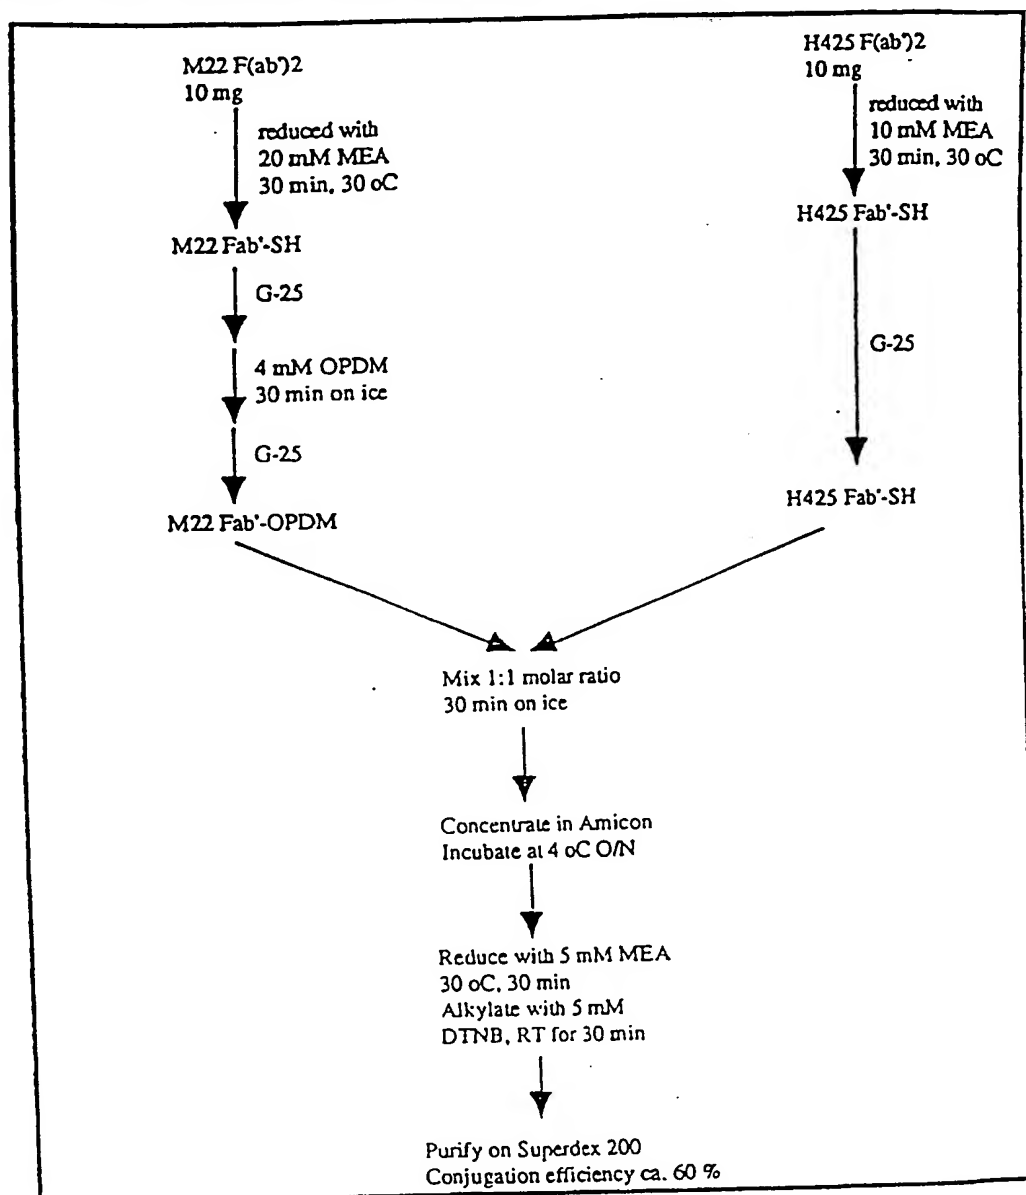 M22 F(ab')2
10 mg
reduced with
20 mM MEA
30 min, 30 oC
M22 Fab'-SH
G-25
4 mM OPDM
30 min on ice
G-25
M22 Fab'-OPDM
H425 F(ab')2
10 mg
reduced with
10 mM MEA
30 min, 30 oC
H425 Fab'-SH
G-25
H425 Fab'-SH
Mix 1:1 molar ratio
30 min on ice
Concentrate in Amicon
Incubate at 4 oC O/N
Reduce with 5 mM MEA
30 oC, 30 min
Alkylate with 5 mM
DTNB, RT for 30 min
Purify on Superdex 200
Conjugation efficiency ca. 60 %